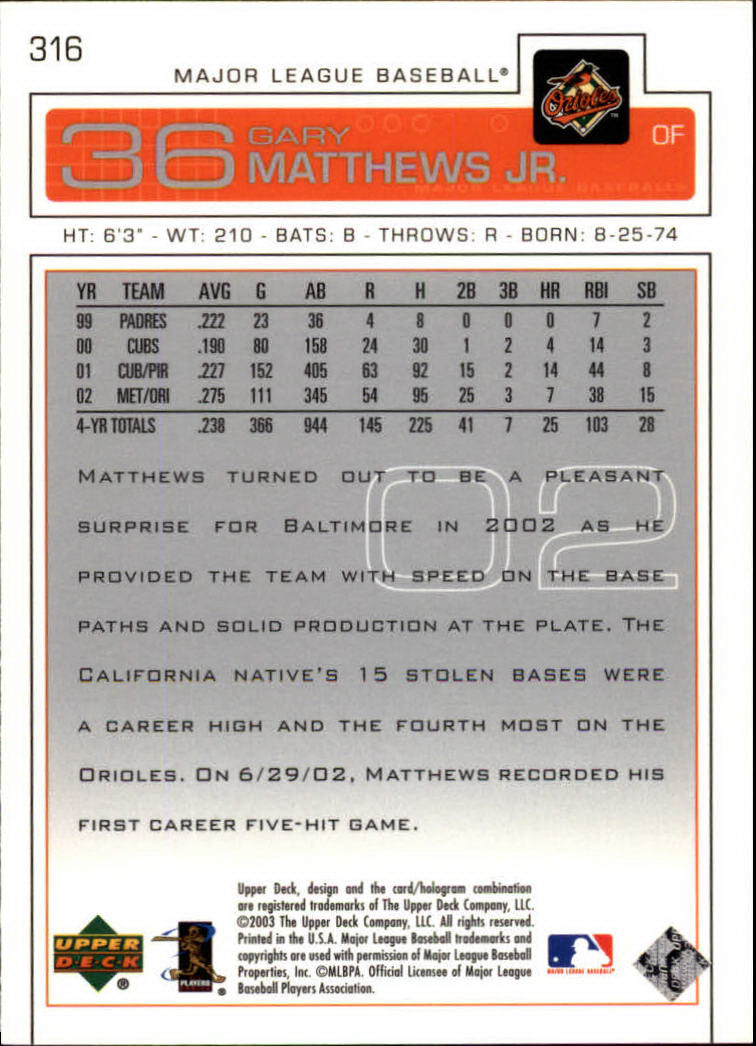 316
MAJOR LEAGUE BASEBALL®
Orioles ™
36 GARY MATTHEWS JR.
OF
MAJOR LEAGUE BASEBALL
HT: 6'3" - WT: 210 - BATS: B - THROWS: R - BORN: 8-25-74
YR TEAM AVG G AB R H 2B 3B HR RBI SB
99 PADRES .222 23 36 4 8 0 0 0 7 2
00 CUBS .190 80 158 24 30 1 2 4 14 3
01 CUB/PIR .227 152 405 63 92 15 2 14 44 8
02 MET/ORI .275 111 345 54 95 25 3 7 38 15
4-YR TOTALS .238 366 944 145 225 41 7 25 103 28
02
MATTHEWS TURNED OUT TO BE A PLEASANT
SURPRISE FOR BALTIMORE IN 2002 AS HE
PROVIDED THE TEAM WITH SPEED ON THE BASE
PATHS AND SOLID PRODUCTION AT THE PLATE. THE
CALIFORNIA NATIVE'S 15 STOLEN BASES WERE
A CAREER HIGH AND THE FOURTH MOST ON THE
ORIOLES. ON 6/29/02, MATTHEWS RECORDED HIS
FIRST CAREER FIVE-HIT GAME.
Upper Deck, design and the card/hologram combination
are registered trademarks of The Upper Deck Company, LLC.
©2003 The Upper Deck Company, LLC. All rights reserved.
Printed in the U.S.A. Major League Baseball trademarks and
copyrights are used with permission of Major League Baseball
Properties, Inc. ©MLBPA. Official Licensee of Major League
Baseball Players Association.
UPPER DECK ®
PLAYERS ®
MAJOR LEAGUE BASEBALL